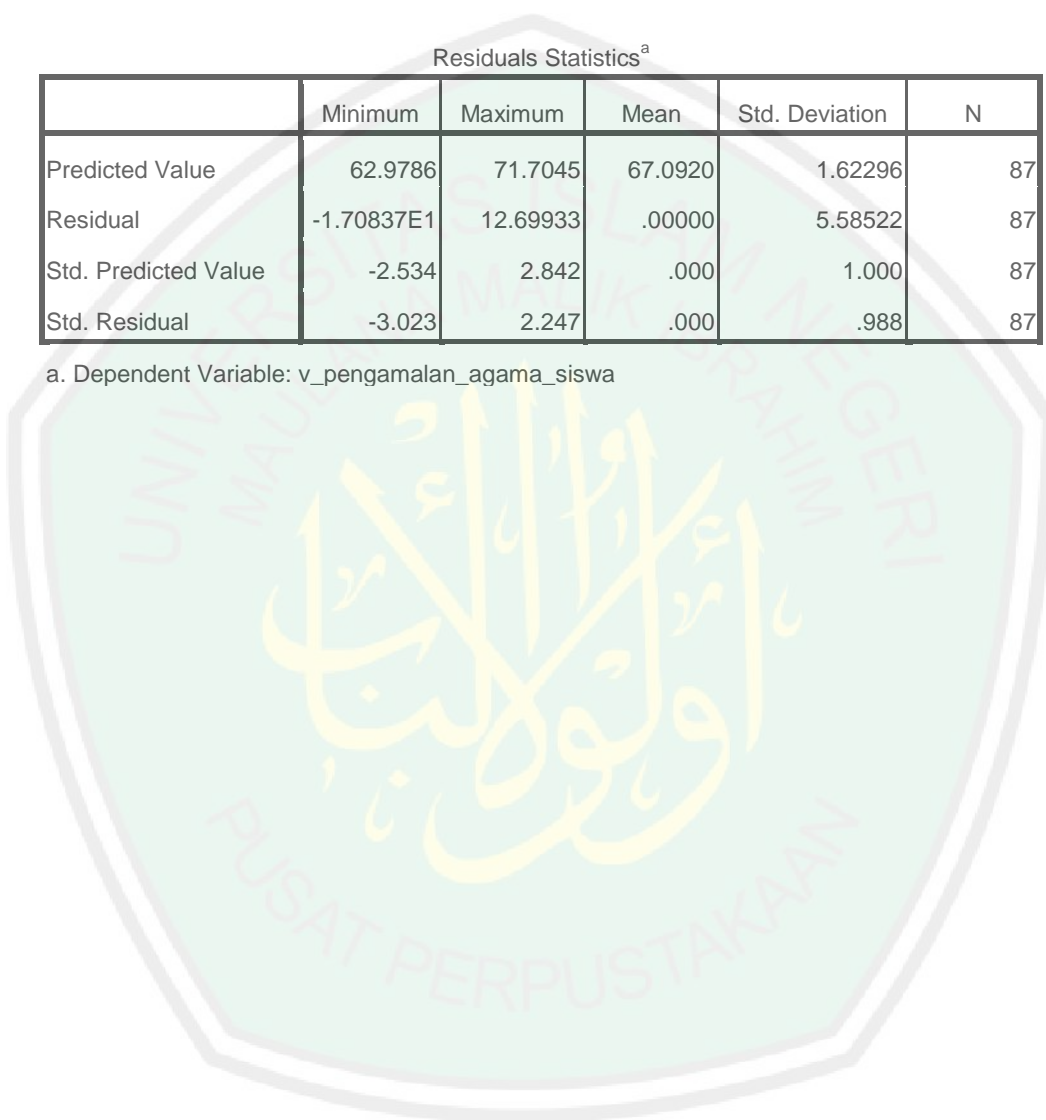 Residuals Statisticsᵃ
Minimum Maximum Mean Std. Deviation N
Predicted Value 62.9786 71.7045 67.0920 1.62296 87
Residual -1.70837E1 12.69933 .00000 5.58522 87
Std. Predicted Value -2.534 2.842 .000 1.000 87
Std. Residual -3.023 2.247 .000 .988 87
a. Dependent Variable: v_pengamalan_agama_siswa
UNIVERSITAS ISLAM NEGERI
MAULANA MALIK IBRAHIM
أولو الألباب
PUSAT PERPUSTAKAAN